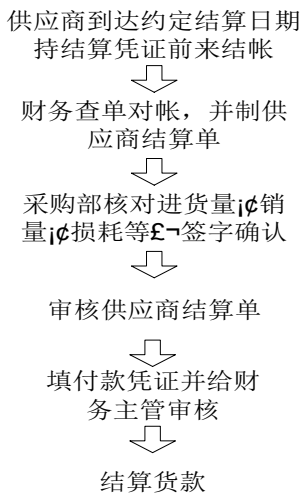 供应商到达约定结算日期
持结算凭证前来结帐
财务查单对帐，并制供
应商结算单
采购部核对进货量¡¢销
量¡¢损耗等£¬签字确认
审核供应商结算单
填付款凭证并给财
务主管审核
结算货款